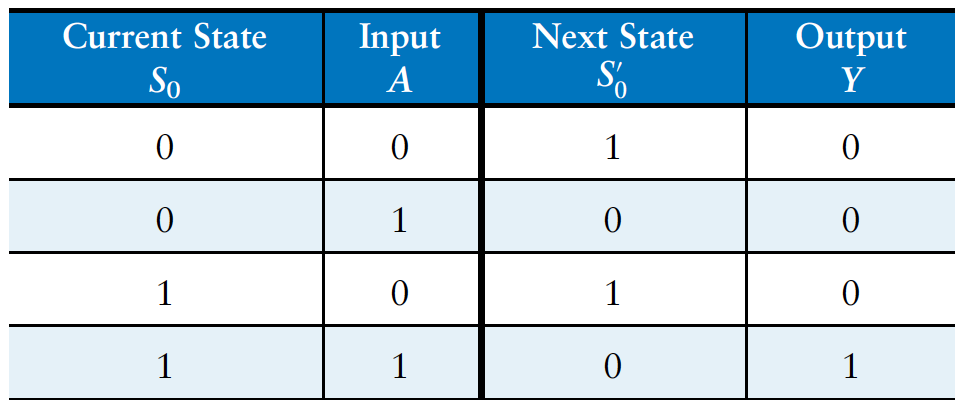 Current State Input Next State Output
S₀ A S′₀ Y
0 0 1 0
0 1 0 0
1 0 1 0
1 1 0 1